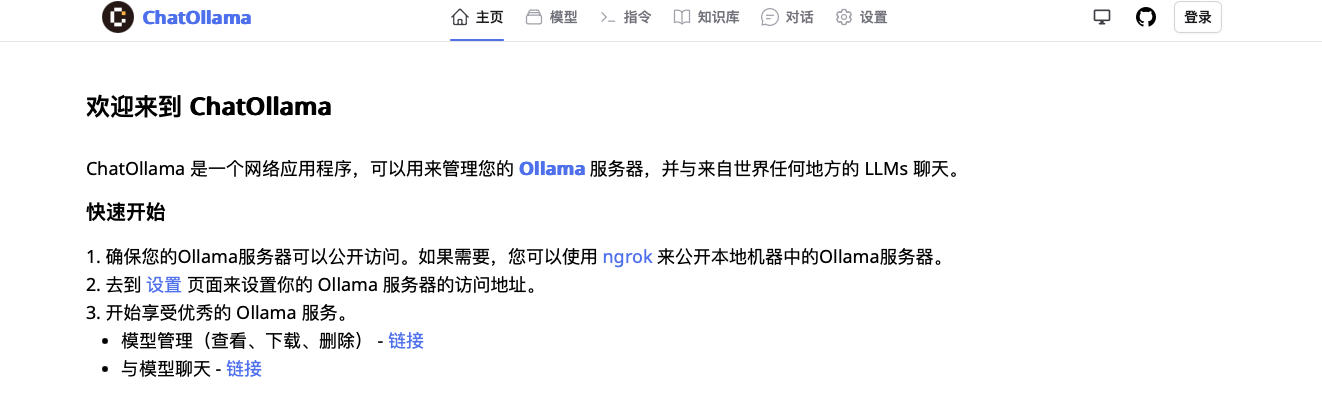 ChatOllama 主页 模型 指令 知识库 对话 设置 登录
欢迎来到 ChatOllama
ChatOllama 是一个网络应用程序，可以用来管理您的 Ollama 服务器，并与来自世界任何地方的 LLMs 聊天。
快速开始
1. 确保您的Ollama服务器可以公开访问。如果需要，您可以使用 ngrok 来公开本地机器中的Ollama服务器。
2. 去到 设置 页面来设置你的 Ollama 服务器的访问地址。
3. 开始享受优秀的 Ollama 服务。
• 模型管理（查看、下载、删除） - 链接
• 与模型聊天 - 链接